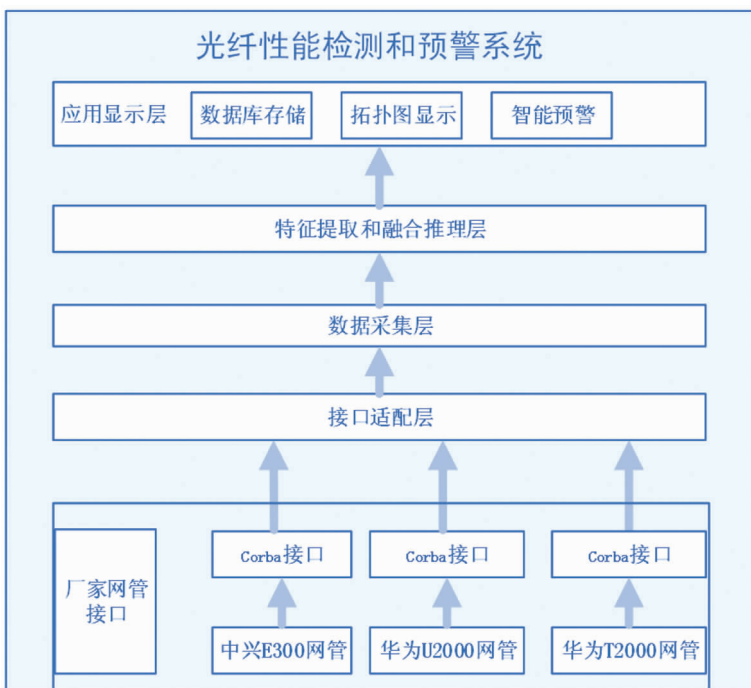 光纤性能检测和预警系统
应用显示层 数据库存储 拓扑图显示 智能预警
特征提取和融合推理层
数据采集层
接口适配层
厂家网管
接口
Corba接口 Corba接口 Corba接口
中兴E300网管 华为U2000网管 华为T2000网管